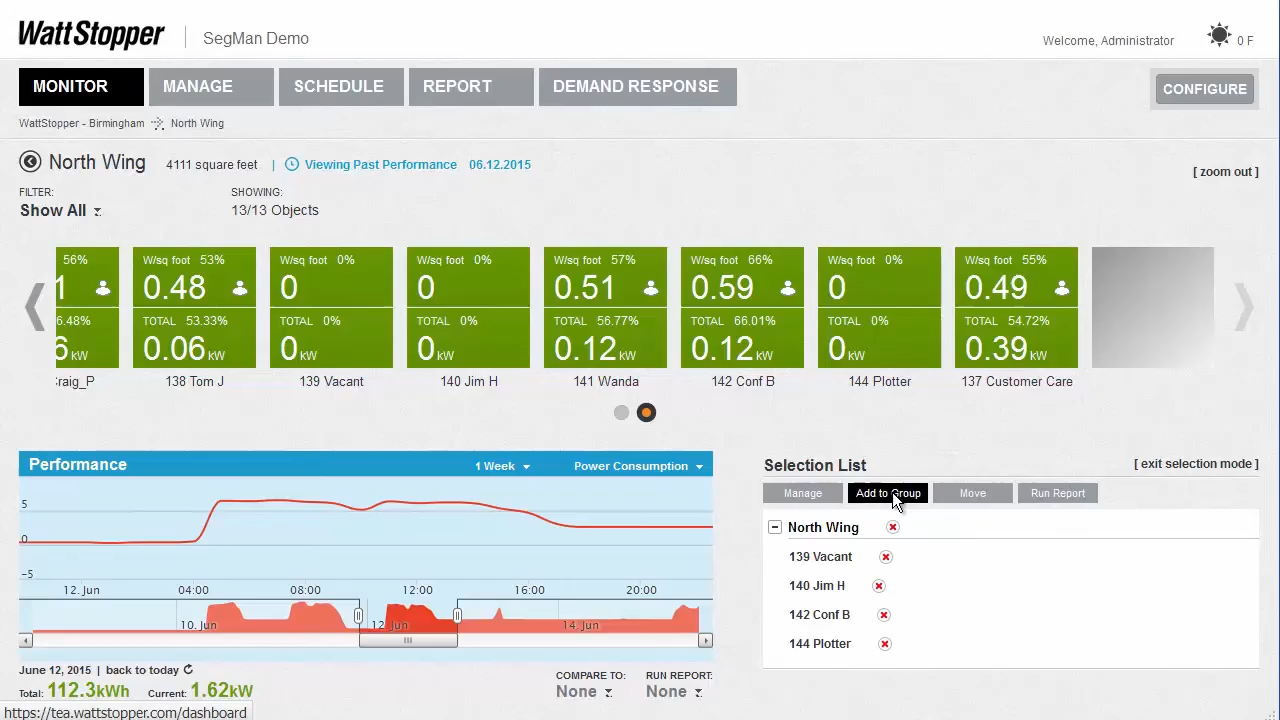 WattStopper SegMan Demo
Welcome, Administrator 0 F
MONITOR MANAGE SCHEDULE REPORT DEMAND RESPONSE CONFIGURE
WattStopper - Birmingham North Wing
North Wing 4111 square feet | Viewing Past Performance 06.12.2015
[ zoom out ]
FILTER: SHOWING:
Show All 13/13 Objects
56% W/sq foot 53% W/sq foot 0% W/sq foot 0% W/sq foot 57% W/sq foot 66% W/sq foot 0% W/sq foot 55%
1 0.48 0 0 0.51 0.59 0 0.49
6.48% TOTAL 53.33% TOTAL 0% TOTAL 0% TOTAL 56.77% TOTAL 66.01% TOTAL 0% TOTAL 54.72%
6 kW 0.06 kW 0 kW 0 kW 0.12 kW 0.12 kW 0 kW 0.39 kW
Craig_P 138 Tom J 139 Vacant 140 Jim H 141 Wanda 142 Conf B 144 Plotter 137 Customer Care
Performance 1 Week Power Consumption
5
0
-5
12. Jun 04:00 08:00 12:00 16:00 20:00
10. Jun 12. Jun 14. Jun
June 12, 2015 | back to today
Total: 112.3kWh Current: 1.62kW
COMPARE TO: RUN REPORT:
None None
Selection List [ exit selection mode ]
Manage Add to Group Move Run Report
North Wing
139 Vacant
140 Jim H
142 Conf B
144 Plotter
https://tea.wattstopper.com/dashboard